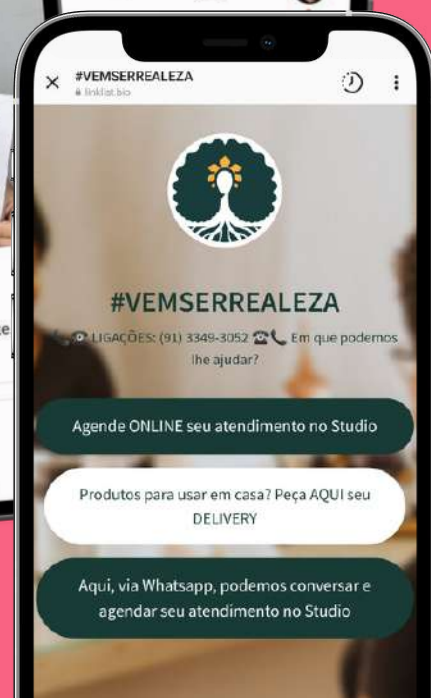 #VEMSERREALEZA
linklist.bio
#VEMSERREALEZA
LIGAÇÕES: (91) 3349-3052 Em que podemos
lhe ajudar?
Agende ONLINE seu atendimento no Studio
Produtos para usar em casa? Peça AQUI seu
DELIVERY
Aqui, via Whatsapp, podemos conversar e
agendar seu atendimento no Studio